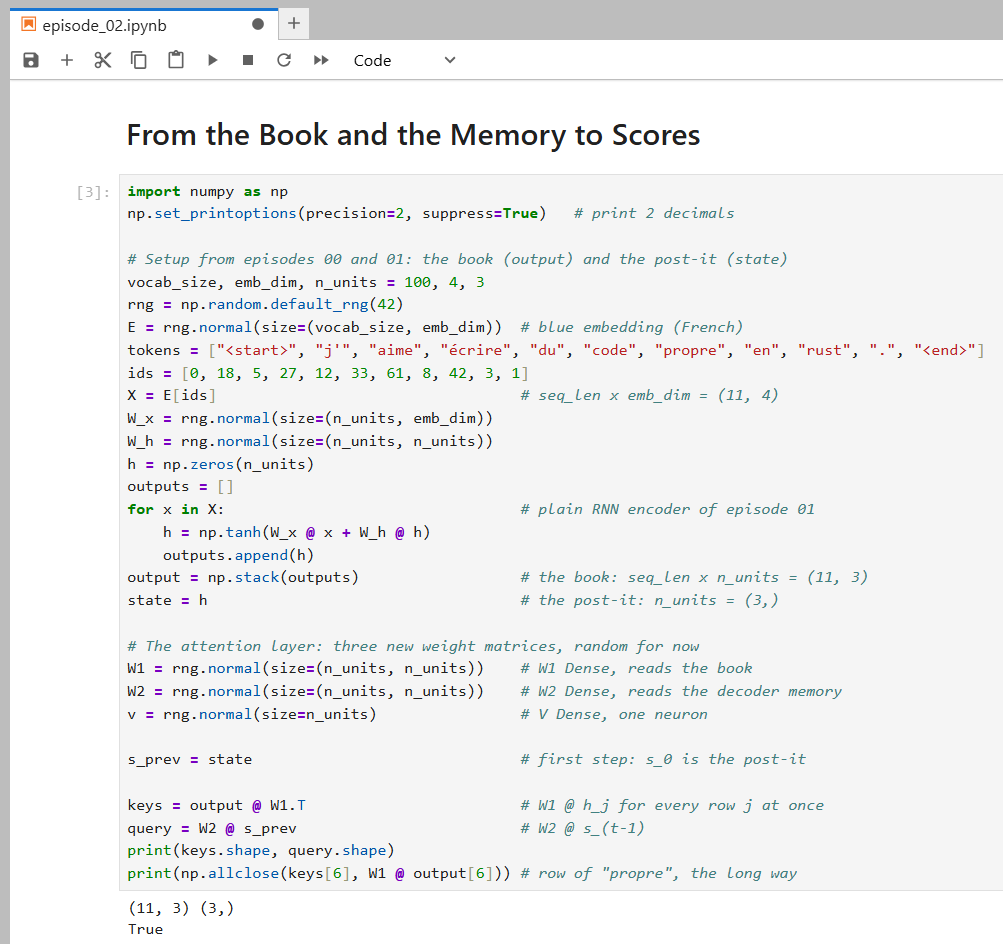 episode_02.ipynb
Code
From the Book and the Memory to Scores
[3]:
import numpy as np
np.set_printoptions(precision=2, suppress=True)   # print 2 decimals
# Setup from episodes 00 and 01: the book (output) and the post-it (state)
vocab_size, emb_dim, n_units = 100, 4, 3
rng = np.random.default_rng(42)
E = rng.normal(size=(vocab_size, emb_dim))  # blue embedding (French)
tokens = ["<start>", "j'", "aime", "écrire", "du", "code", "propre", "en", "rust", ".", "<end>"]
ids = [0, 18, 5, 27, 12, 33, 61, 8, 42, 3, 1]
X = E[ids]                                  # seq_len x emb_dim = (11, 4)
W_x = rng.normal(size=(n_units, emb_dim))
W_h = rng.normal(size=(n_units, n_units))
h = np.zeros(n_units)
outputs = []
for x in X:                                 # plain RNN encoder of episode 01
    h = np.tanh(W_x @ x + W_h @ h)
    outputs.append(h)
output = np.stack(outputs)                  # the book: seq_len x n_units = (11, 3)
state = h                                   # the post-it: n_units = (3,)
# The attention layer: three new weight matrices, random for now
W1 = rng.normal(size=(n_units, n_units))    # W1 Dense, reads the book
W2 = rng.normal(size=(n_units, n_units))    # W2 Dense, reads the decoder memory
v = rng.normal(size=n_units)                # V Dense, one neuron
s_prev = state                              # first step: s_0 is the post-it
keys = output @ W1.T                        # W1 @ h_j for every row j at once
query = W2 @ s_prev                         # W2 @ s_(t-1)
print(keys.shape, query.shape)
print(np.allclose(keys[6], W1 @ output[6])) # row of "propre", the long way
(11, 3) (3,)
True